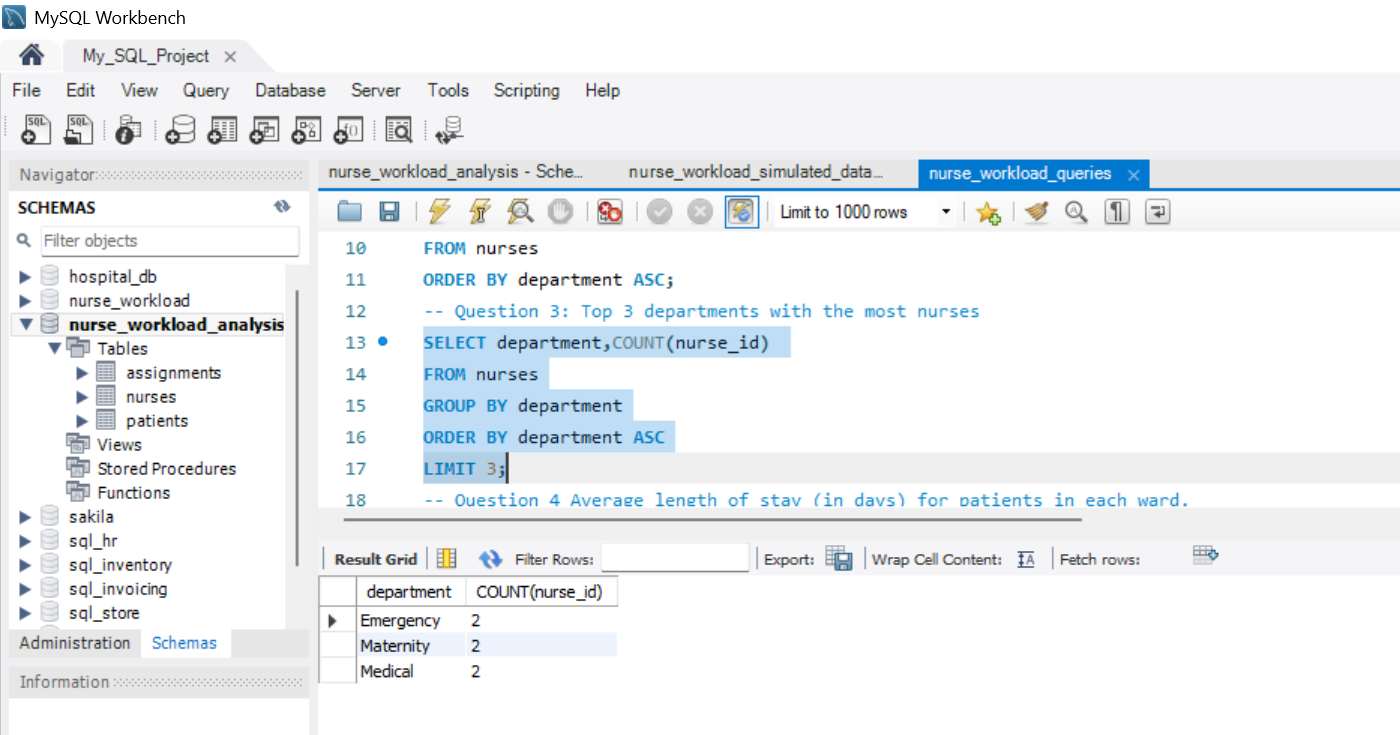 MySQL Workbench
My_SQL_Project
File Edit View Query Database Server Tools Scripting Help
Navigator
SCHEMAS
Filter objects
hospital_db
nurse_workload
nurse_workload_analysis
Tables
assignments
nurses
patients
Views
Stored Procedures
Functions
sakila
sql_hr
sql_inventory
sql_invoicing
sql_store
Administration Schemas
Information
nurse_workload_analysis - Sche... nurse_workload_simulated_data... nurse_workload_queries
Limit to 1000 rows
10 FROM nurses
11 ORDER BY department ASC;
12 -- Question 3: Top 3 departments with the most nurses
13 SELECT department,COUNT(nurse_id)
14 FROM nurses
15 GROUP BY department
16 ORDER BY department ASC
17 LIMIT 3;
18 -- Question 4 Average length of stay (in days) for patients in each ward.
Result Grid Filter Rows: Export: Wrap Cell Content: Fetch rows:
department COUNT(nurse_id)
Emergency 2
Maternity 2
Medical 2